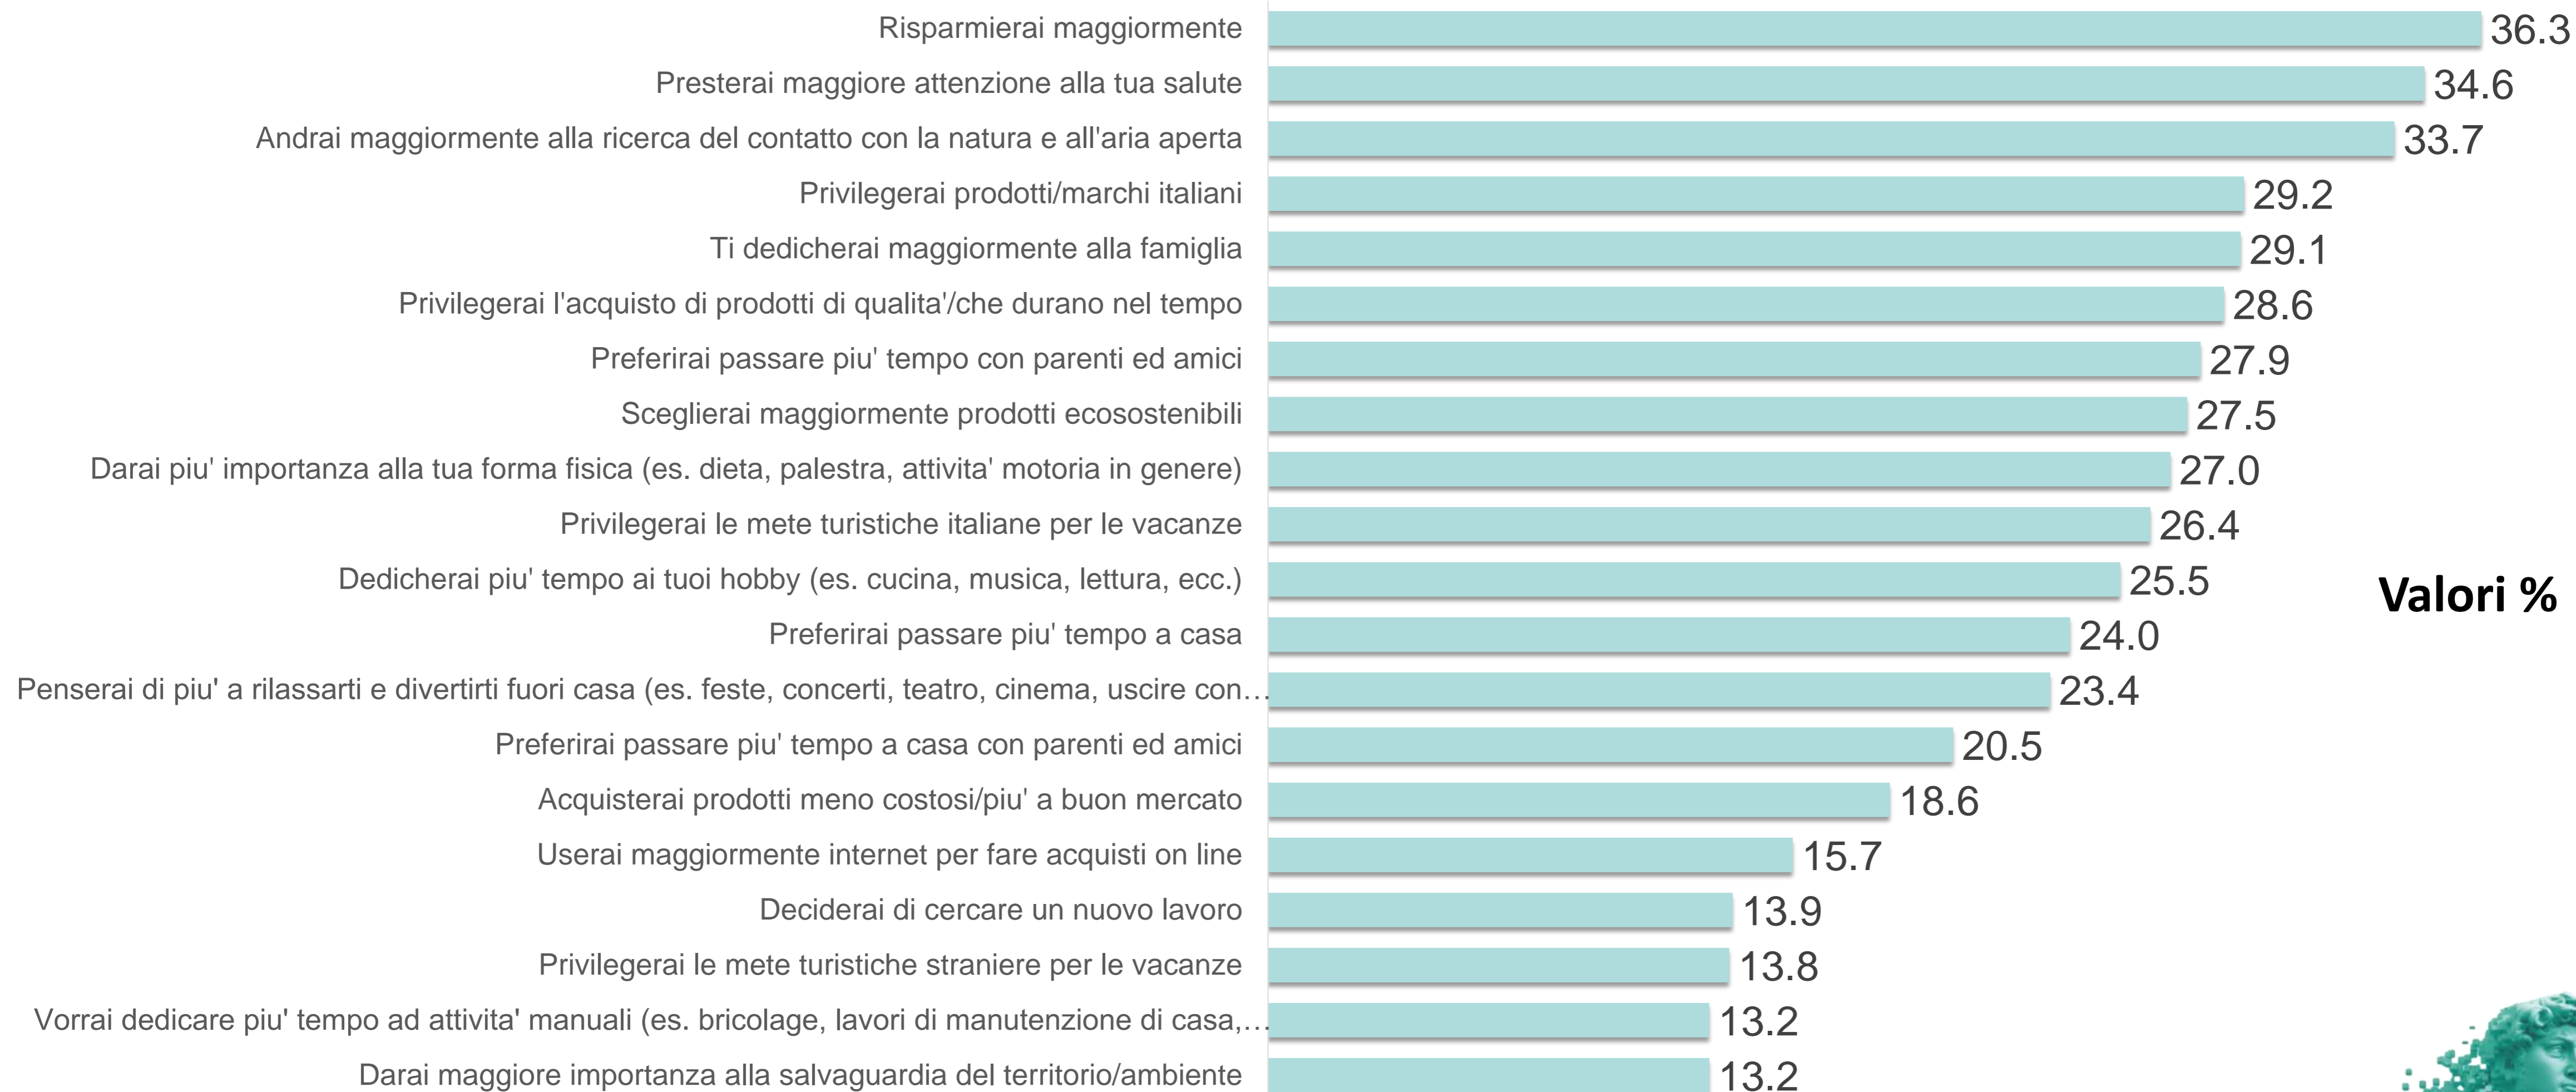 Risparmierai maggiormente 36.3
Presterai maggiore attenzione alla tua salute 34.6
Andrai maggiormente alla ricerca del contatto con la natura e all'aria aperta 33.7
Privilegerai prodotti/marchi italiani 29.2
Ti dedicherai maggiormente alla famiglia 29.1
Privilegerai l'acquisto di prodotti di qualita'/che durano nel tempo 28.6
Preferirai passare piu' tempo con parenti ed amici 27.9
Sceglierai maggiormente prodotti ecosostenibili 27.5
Darai piu' importanza alla tua forma fisica (es. dieta, palestra, attivita' motoria in genere) 27.0
Privilegerai le mete turistiche italiane per le vacanze 26.4
Dedicherai piu' tempo ai tuoi hobby (es. cucina, musica, lettura, ecc.) 25.5
Valori %
Preferirai passare piu' tempo a casa 24.0
Penserai di piu' a rilassarti e divertirti fuori casa (es. feste, concerti, teatro, cinema, uscire con… 23.4
Preferirai passare piu' tempo a casa con parenti ed amici 20.5
Acquisterai prodotti meno costosi/piu' a buon mercato 18.6
Userai maggiormente internet per fare acquisti on line 15.7
Deciderai di cercare un nuovo lavoro 13.9
Privilegerai le mete turistiche straniere per le vacanze 13.8
Vorrai dedicare piu' tempo ad attivita' manuali (es. bricolage, lavori di manutenzione di casa,… 13.2
Darai maggiore importanza alla salvaguardia del territorio/ambiente 13.2